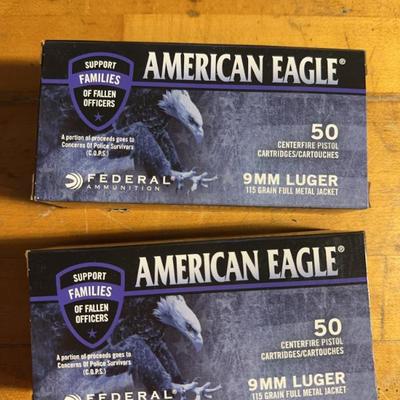 SUPPORT
FAMILIES
OF FALLEN
OFFICERS
AMERICAN EAGLE®
A portion of proceeds goes to
Concerns Of Police Survivors
(C.O.P.S.)
50
CENTERFIRE PISTOL
CARTRIDGES/CARTOUCHES
FEDERAL
AMMUNITION
9MM LUGER
115 GRAIN FULL METAL JACKET
SUPPORT
FAMILIES
OF FALLEN
OFFICERS
AMERICAN EAGLE®
A portion of proceeds goes to
Concerns Of Police Survivors
(C.O.P.S.)
50
CENTERFIRE PISTOL
CARTRIDGES/CARTOUCHES
FEDERAL
9MM LUGER
115 GRAIN FULL METAL JACKET